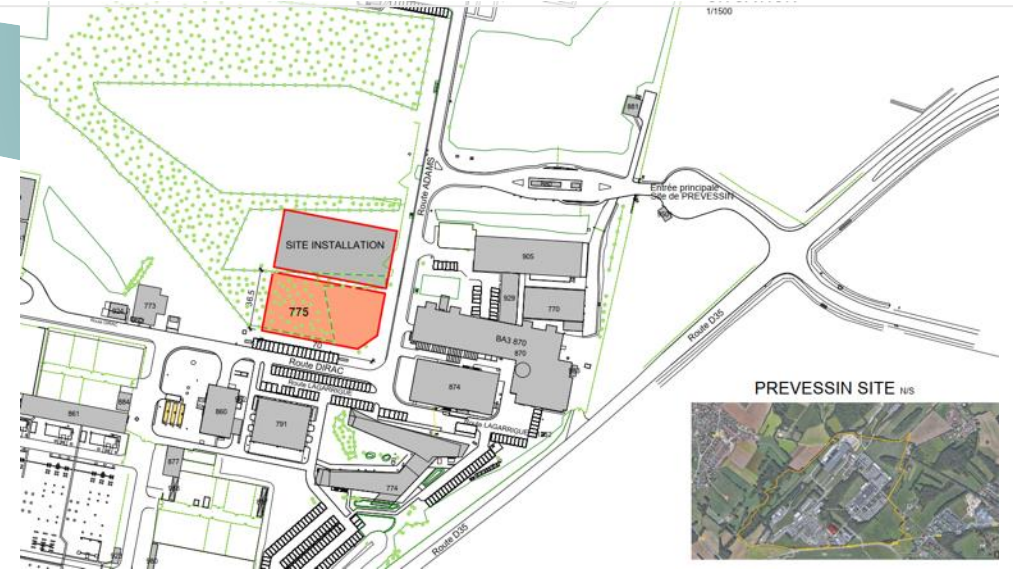 1/1500
881
Route ADAMS
Entrée principale
Site de PREVESSIN
SITE INSTALLATION
905
36,5
775
773
929
770
70
BA3 870
870
Route D35
Route DIRAC
Route LAGARRIGUE
874
PREVESSIN SITE N/S
861
860
791
Route LAGARRIGUE
877
774
Route D35